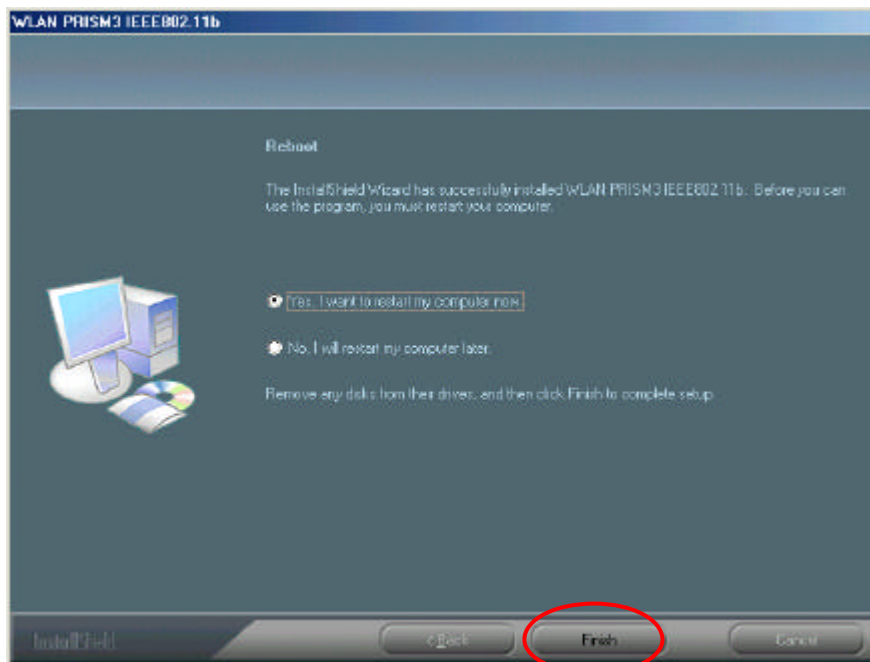 WLAN PRISM3 IEEE802.11b
Reboot
The InstallShield Wizard has successfully installed WLAN PRISM3 IEEE802.11b. Before you can
use the program, you must restart your computer.
Yes, I want to restart my computer now.
No, I will restart my computer later.
Remove any disks from their drives, and then click Finish to complete setup.
InstallShield
< Back
Finish
Cancel